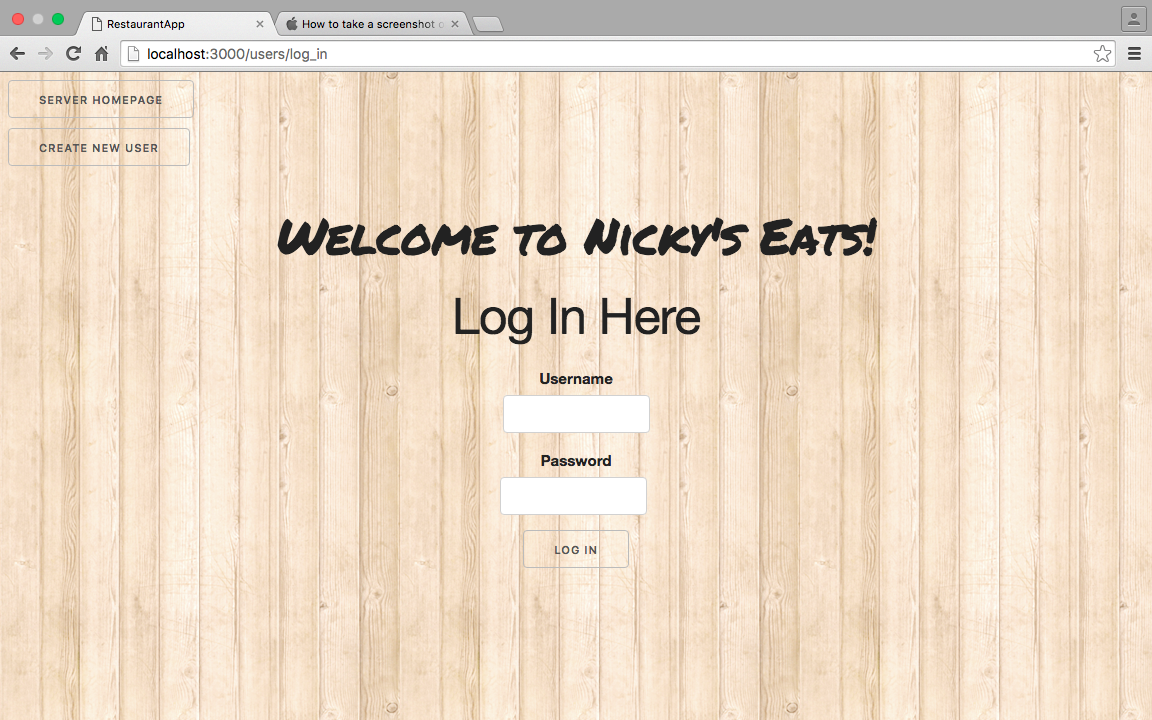 RestaurantApp
How to take a screenshot
localhost:3000/users/log_in
SERVER HOMEPAGE
CREATE NEW USER
Welcome to Nicky's Eats!
Log In Here
Username
Password
LOG IN